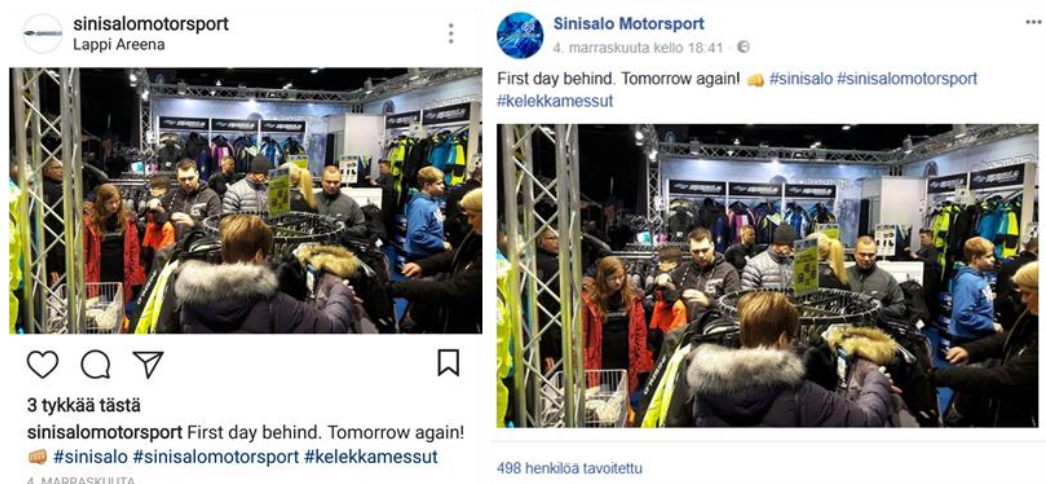 sinisalomotorsport
Lappi Areena
3 tykkää tästä
sinisalomotorsport First day behind. Tomorrow again!
👊 #sinisalo #sinisalomotorsport #kelekkamessut
4. MARRASKUUTA
Sinisalo Motorsport
4. marraskuuta kello 18:41 ·
First day behind. Tomorrow again! 👊 #sinisalo #sinisalomotorsport
#kelekkamessut
498 henkilöä tavoitettu